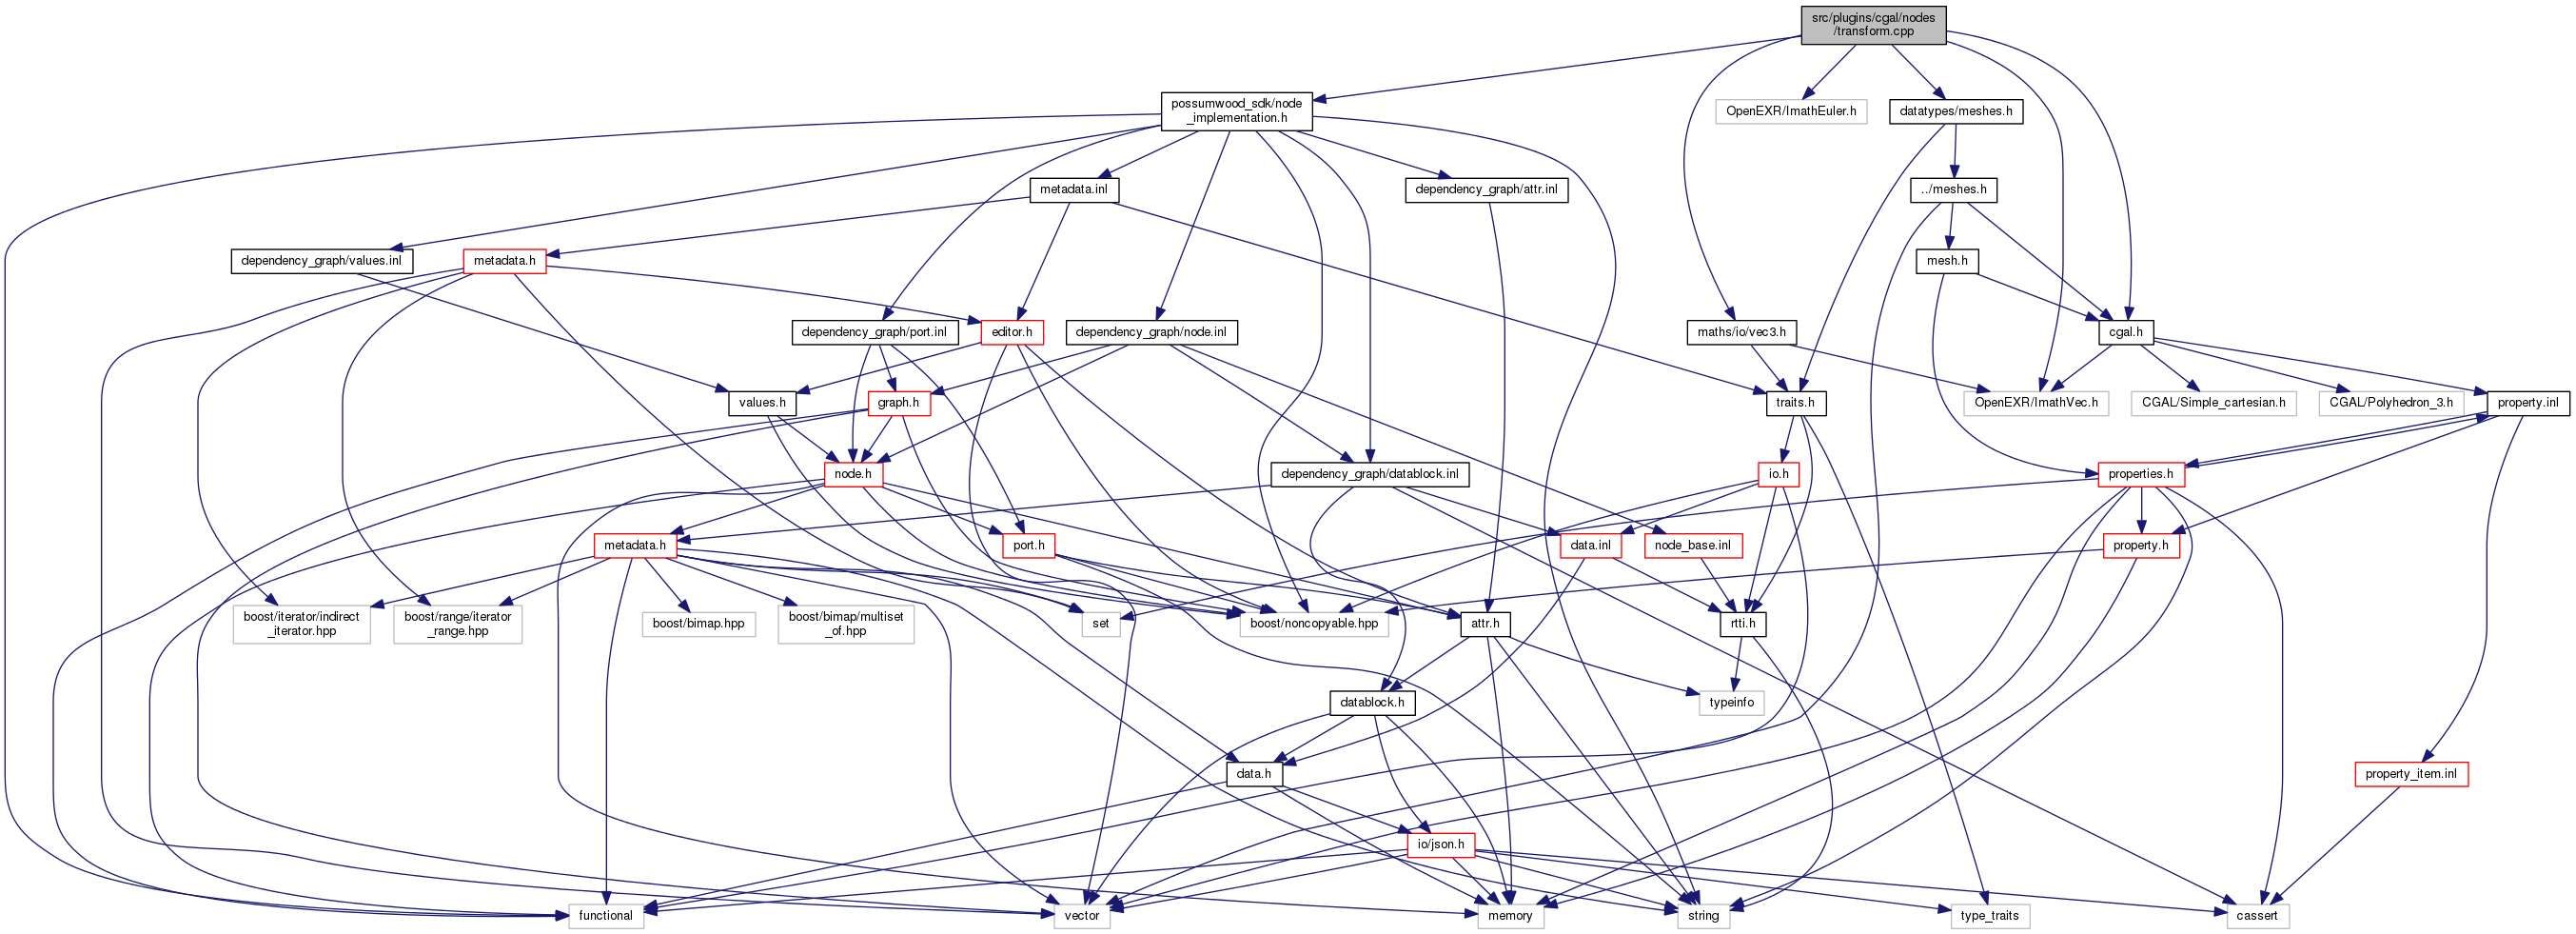 src/plugins/cgal/nodes
/transform.cpp
possumwood_sdk/node
_implementation.h
OpenEXR/ImathEuler.h
datatypes/meshes.h
metadata.inl
dependency_graph/attr.inl
../meshes.h
dependency_graph/values.inl
metadata.h
mesh.h
dependency_graph/port.inl
editor.h
dependency_graph/node.inl
maths/io/vec3.h
cgal.h
values.h
graph.h
traits.h
OpenEXR/ImathVec.h
CGAL/Simple_cartesian.h
CGAL/Polyhedron_3.h
property.inl
node.h
dependency_graph/datablock.inl
io.h
properties.h
metadata.h
port.h
data.inl
node_base.inl
property.h
boost/iterator/indirect
_iterator.hpp
boost/range/iterator
_range.hpp
boost/bimap.hpp
boost/bimap/multiset
_of.hpp
set
boost/noncopyable.hpp
attr.h
rtti.h
datablock.h
typeinfo
data.h
property_item.inl
io/json.h
functional
vector
memory
string
type_traits
cassert